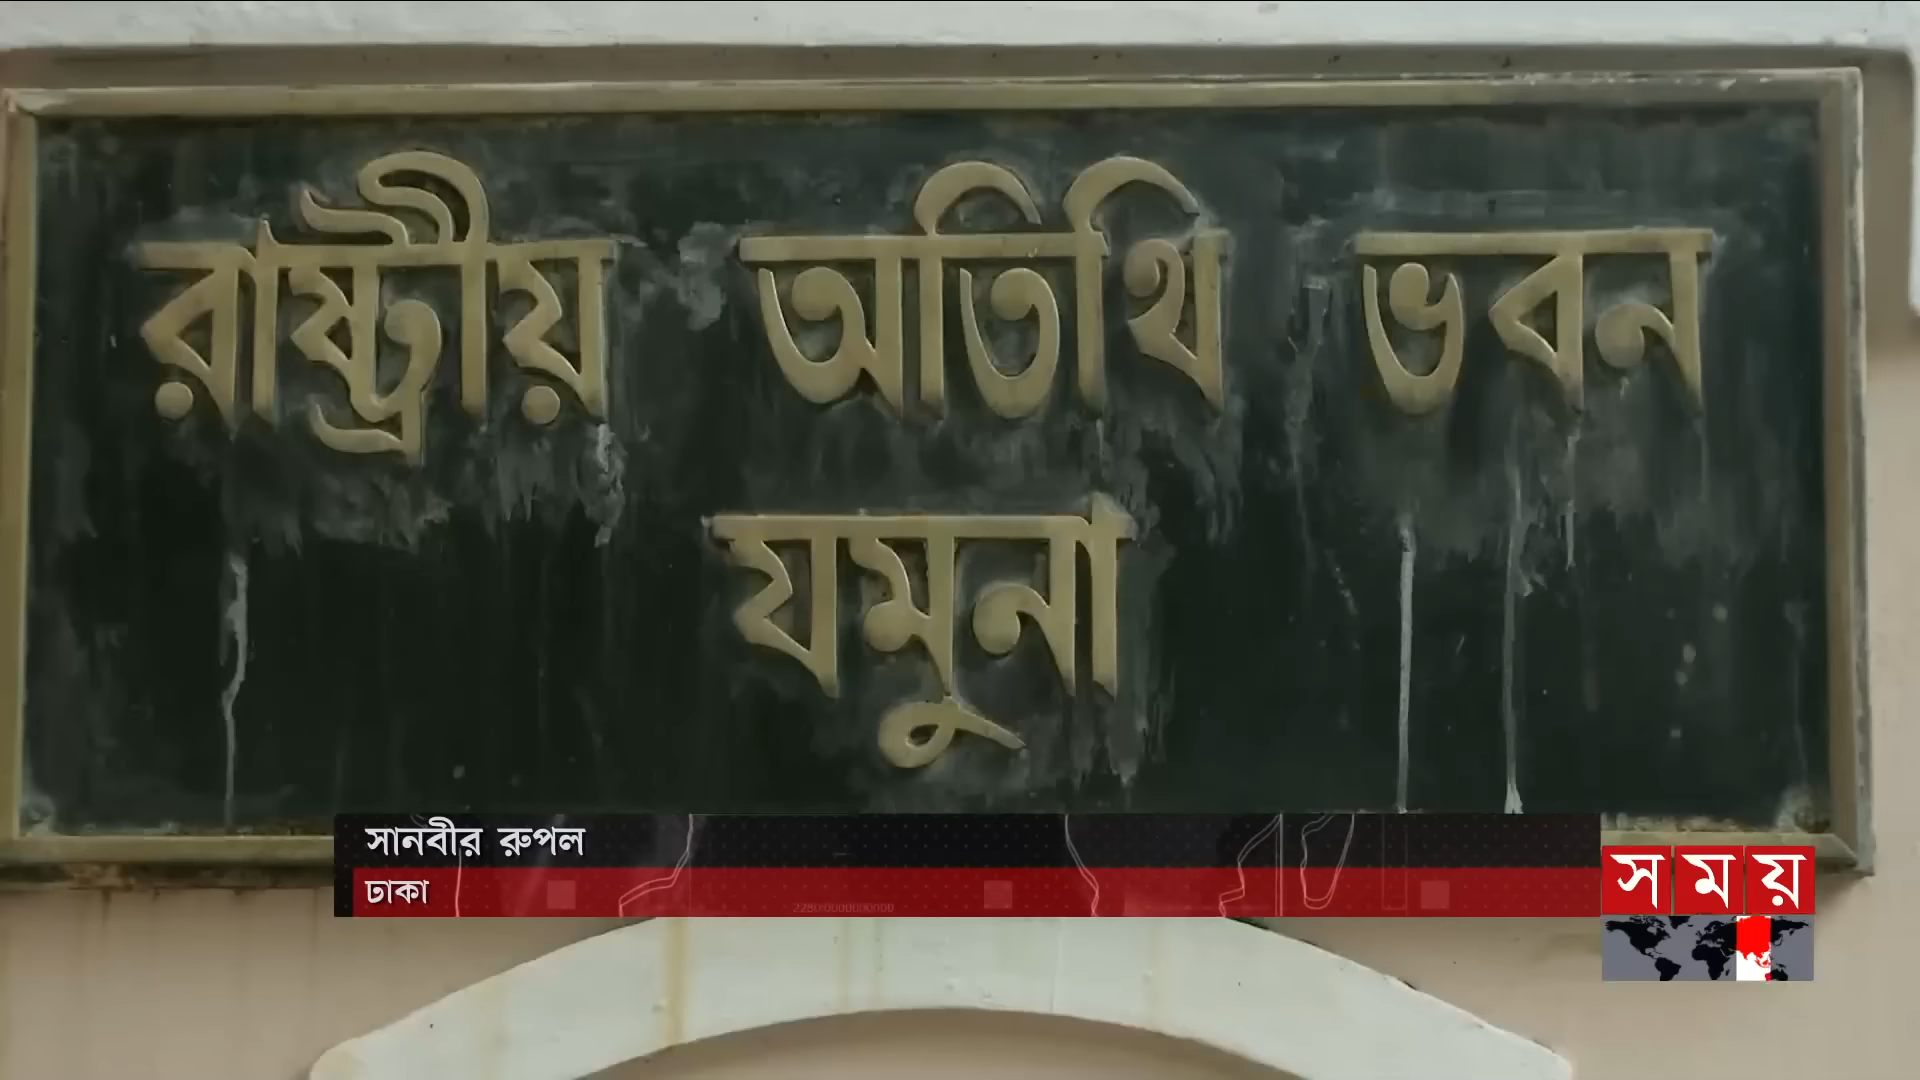 রাষ্ট্রীয় অতিথি ভবন
যমুনা
সানবীর রুপল
ঢাকা
সময়